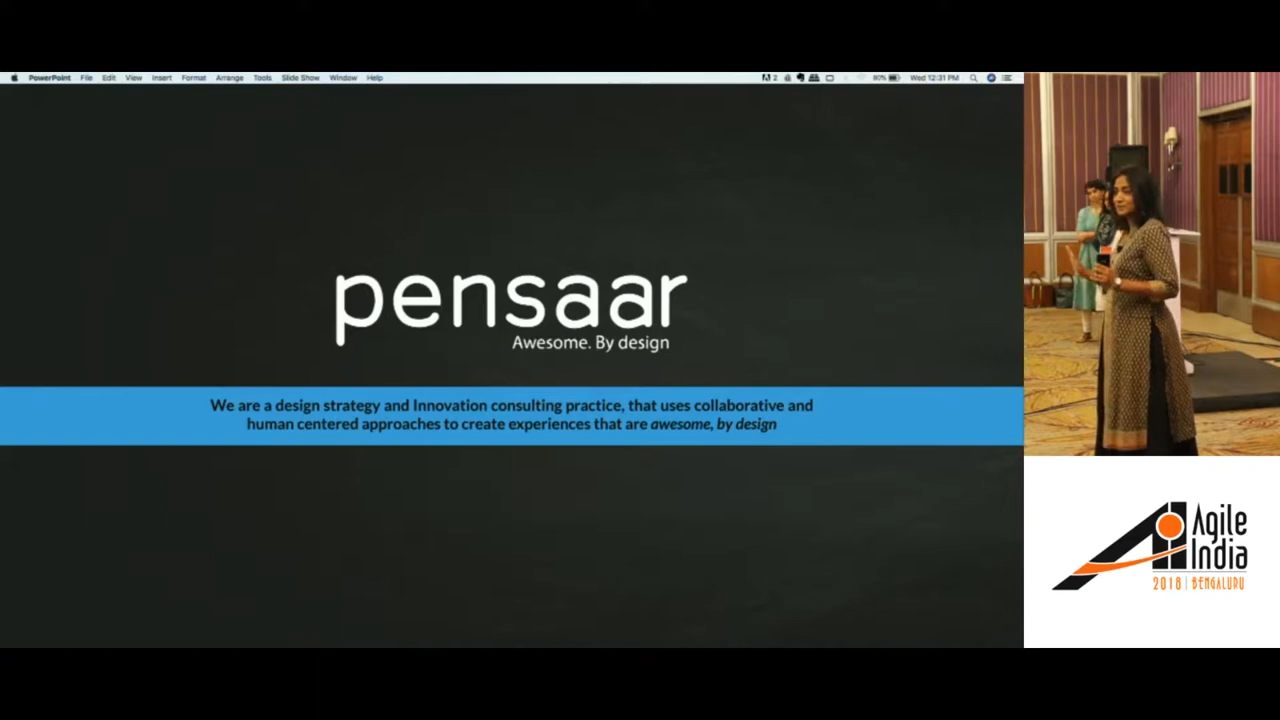 PowerPoint File Edit View Insert Format Arrange Tools Slide Show Window Help
2 80% Wed 12:31 PM
pensaar
Awesome. By design
We are a design strategy and Innovation consulting practice, that uses collaborative and
human centered approaches to create experiences that are awesome, by design
Agile
India
2018 | BENGALURU